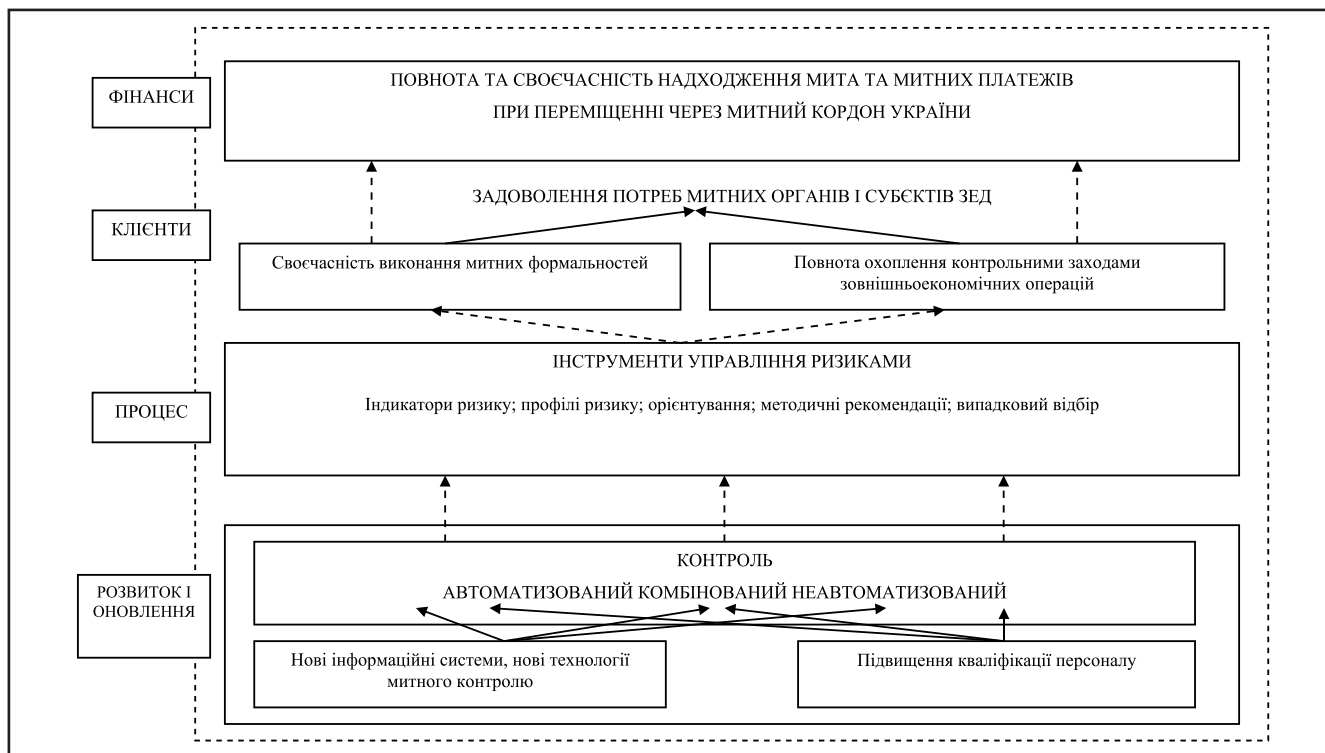 ФІНАНСИ
ПОВНОТА ТА СВОЄЧАСНІСТЬ НАДХОДЖЕННЯ МИТА ТА МИТНИХ ПЛАТЕЖІВ
ПРИ ПЕРЕМІЩЕННІ ЧЕРЕЗ МИТНИЙ КОРДОН УКРАЇНИ
КЛІЄНТИ
ЗАДОВОЛЕННЯ ПОТРЕБ МИТНИХ ОРГАНІВ І СУБЄКТІВ ЗЕД
Своєчасність виконання митних формальностей
Повнота охоплення контрольними заходами
зовнішньоекономічних операцій
ПРОЦЕС
ІНСТРУМЕНТИ УПРАВЛІННЯ РИЗИКАМИ
Індикатори ризику; профілі ризику; орієнтування; методичні рекомендації; випадковий відбір
РОЗВИТОК І
ОНОВЛЕННЯ
КОНТРОЛЬ
АВТОМАТИЗОВАНИЙ КОМБІНОВАНИЙ НЕАВТОМАТИЗОВАНИЙ
Нові інформаційні системи, нові технології
митного контролю
Підвищення кваліфікації персоналу